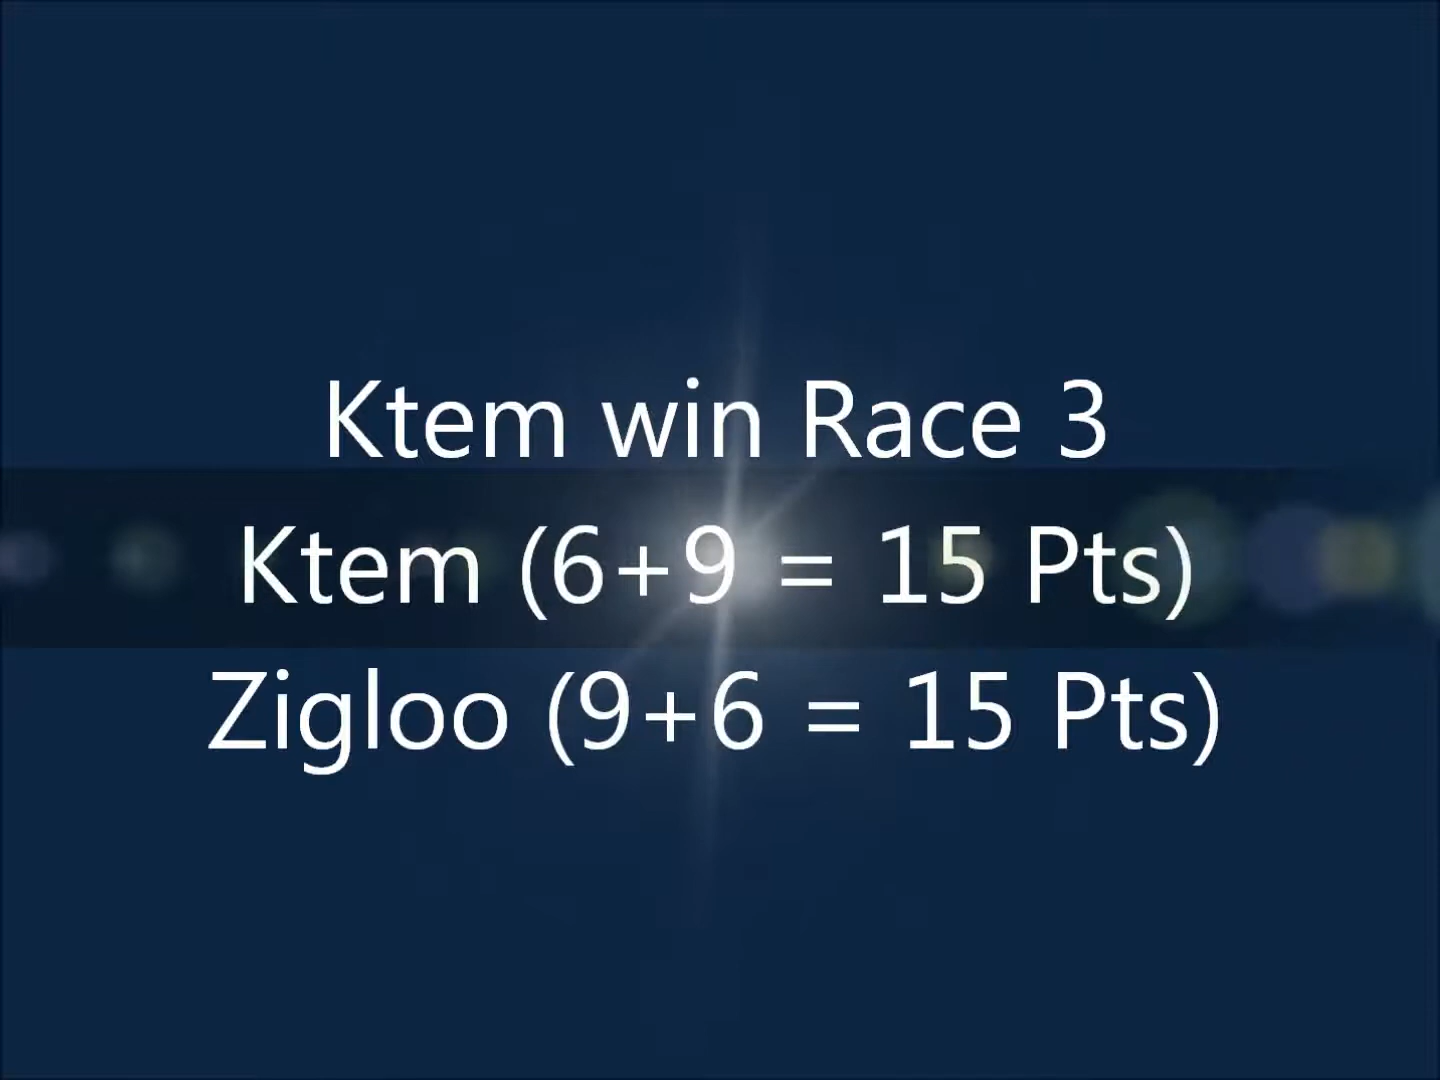 Ktem win Race 3
Ktem (6+9 = 15 Pts)
Zigloo (9+6 = 15 Pts)